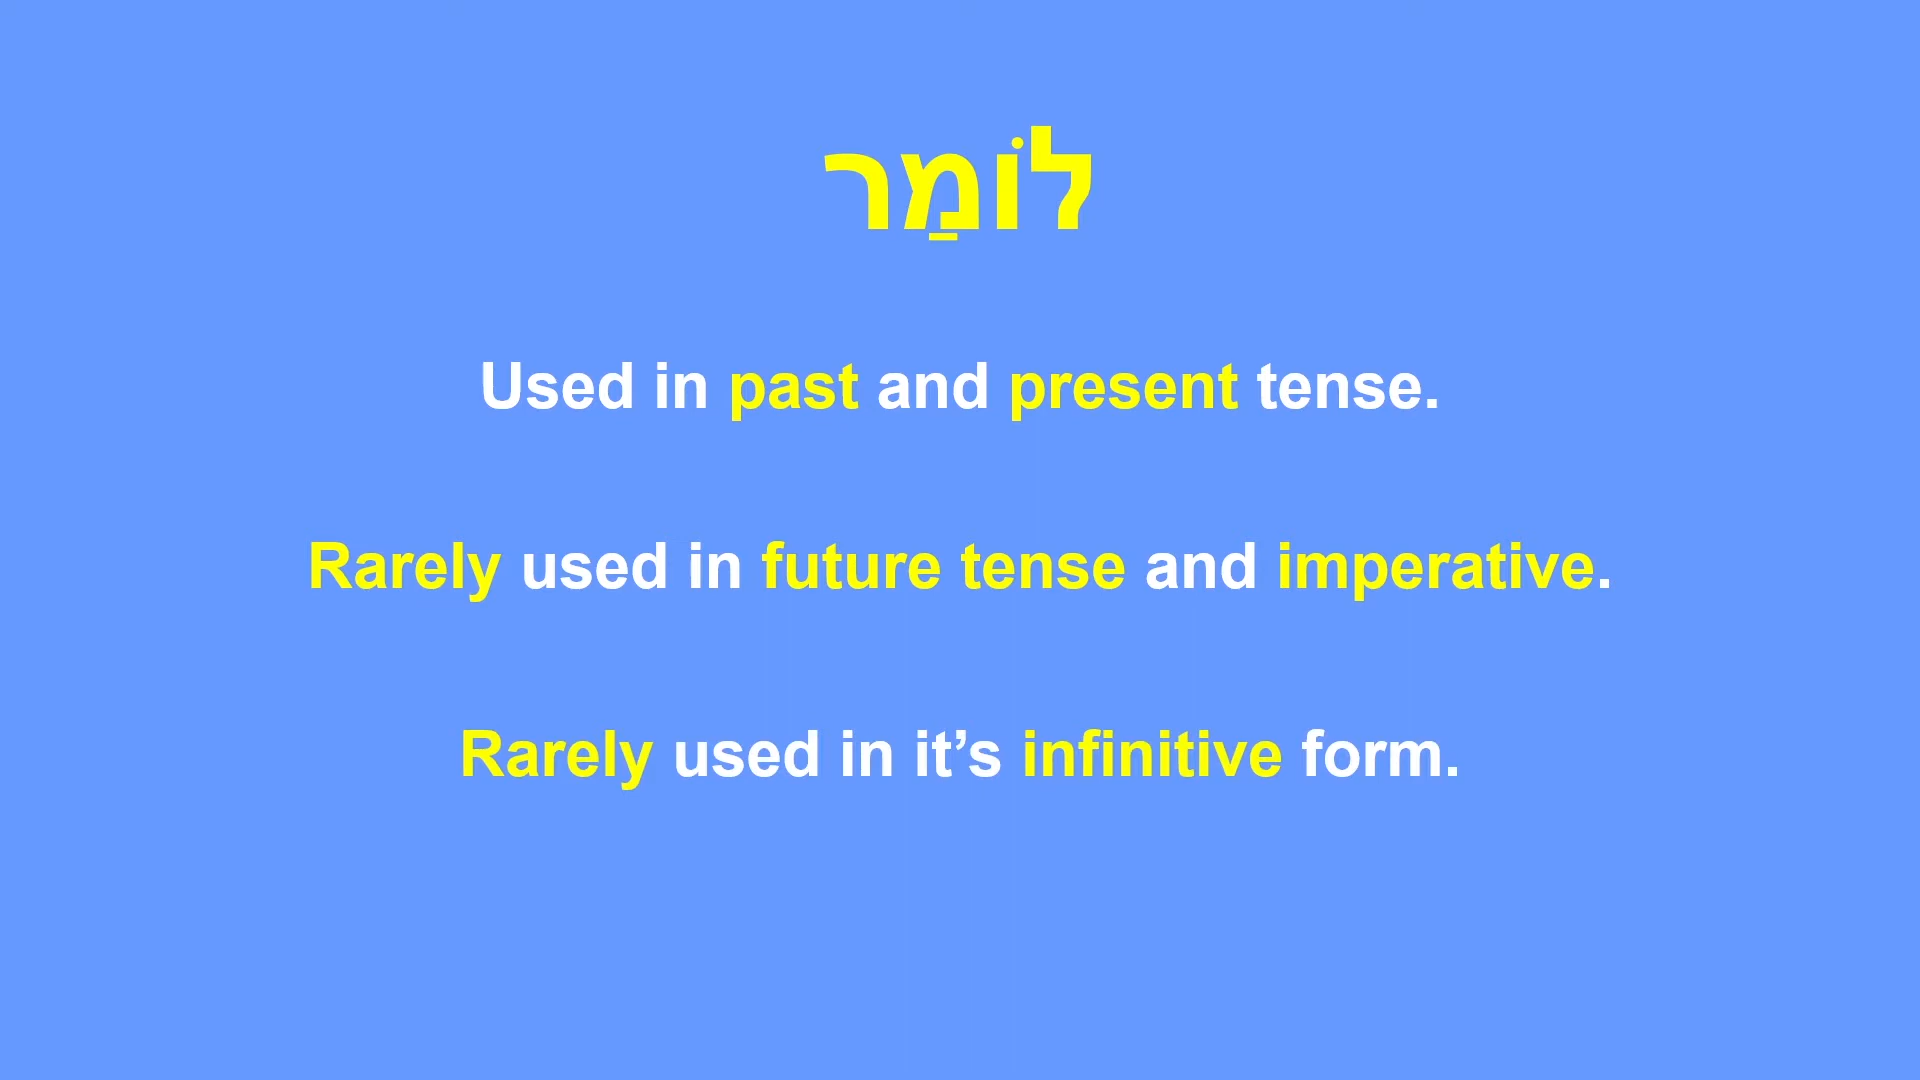 לוֹמַר
Used in past and present tense.
Rarely used in future tense and imperative.
Rarely used in it’s infinitive form.